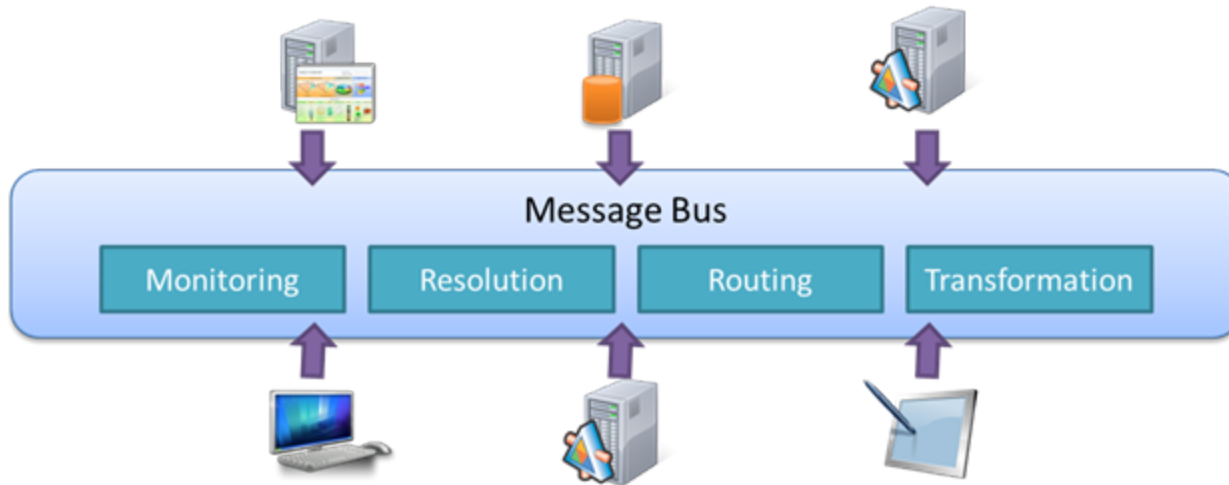 Message Bus
Monitoring
Resolution
Routing
Transformation